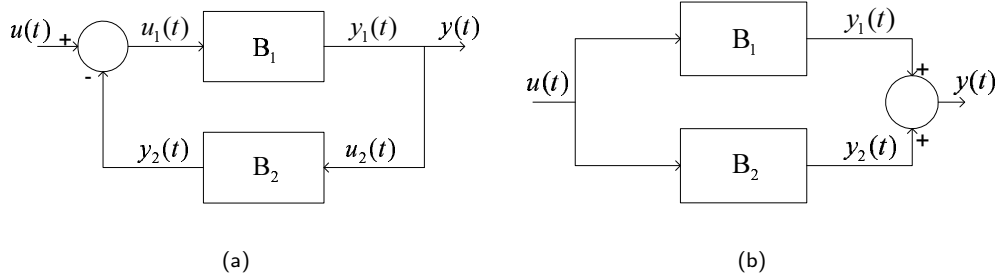 u(t) + u₁(t) B₁ y₁(t) y(t)
-
y₂(t) B₂ u₂(t)
(a)
B₁ y₁(t)
+
u(t) y(t)
+
B₂ y₂(t)
(b)